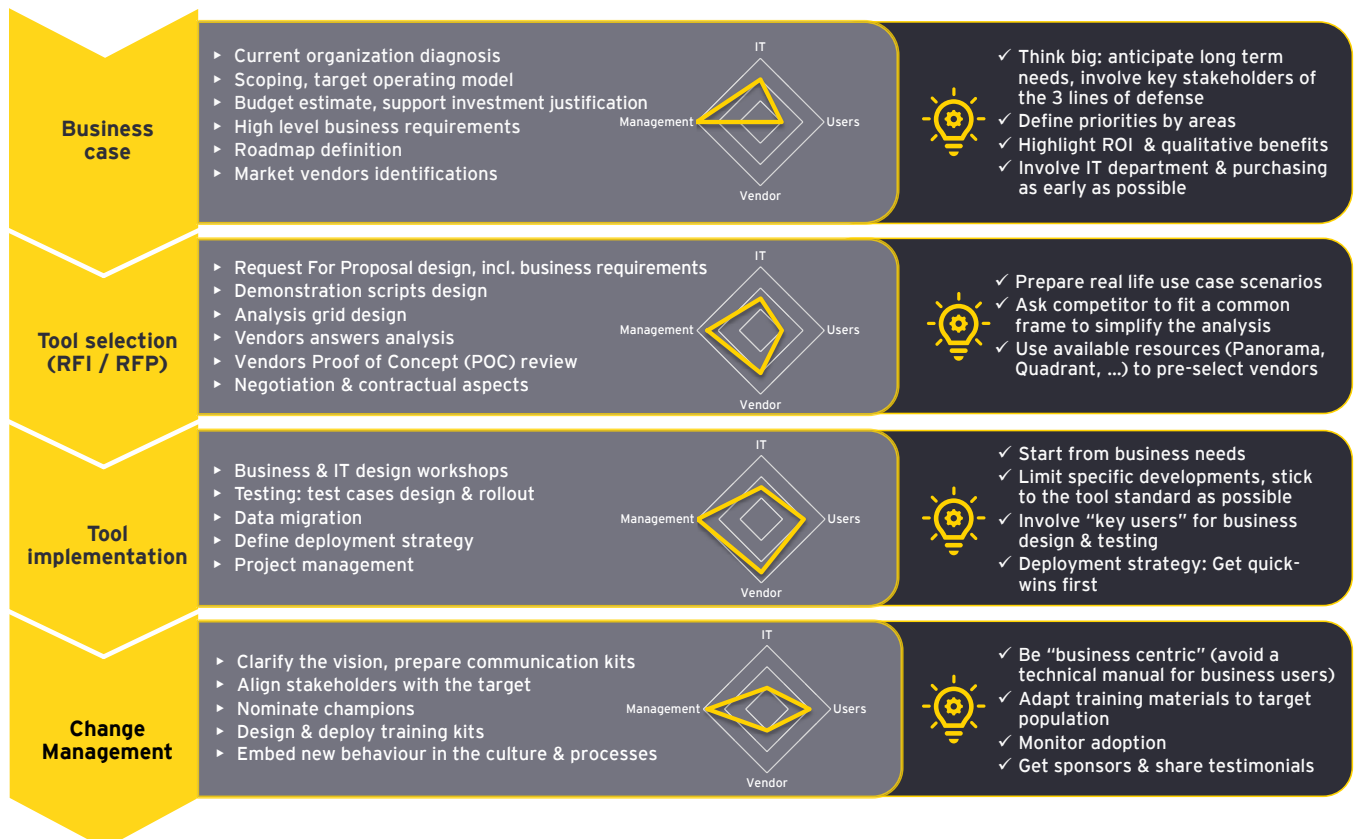 Business
case
Current organization diagnosis
Scoping, target operating model
Budget estimate, support investment justification
High level business requirements
Roadmap definition
Market vendors identifications
IT
Management
Users
Vendor
Think big: anticipate long term
needs, involve key stakeholders of
the 3 lines of defense
Define priorities by areas
Highlight ROI & qualitative benefits
Involve IT department & purchasing
as early as possible
Tool selection
(RFI / RFP)
Request For Proposal design, incl. business requirements
Demonstration scripts design
Analysis grid design
Vendors answers analysis
Vendors Proof of Concept (POC) review
Negotiation & contractual aspects
IT
Management
Users
Vendor
Prepare real life use case scenarios
Ask competitor to fit a common
frame to simplify the analysis
Use available resources (Panorama,
Quadrant, …) to pre-select vendors
Tool
implementation
Business & IT design workshops
Testing: test cases design & rollout
Data migration
Define deployment strategy
Project management
IT
Management
Users
Vendor
Start from business needs
Limit specific developments, stick
to the tool standard as possible
Involve “key users” for business
design & testing
Deployment strategy: Get quick-
wins first
Change
Management
Clarify the vision, prepare communication kits
Align stakeholders with the target
Nominate champions
Design & deploy training kits
Embed new behaviour in the culture & processes
IT
Management
Users
Vendor
Be “business centric” (avoid a
technical manual for business users)
Adapt training materials to target
population
Monitor adoption
Get sponsors & share testimonials